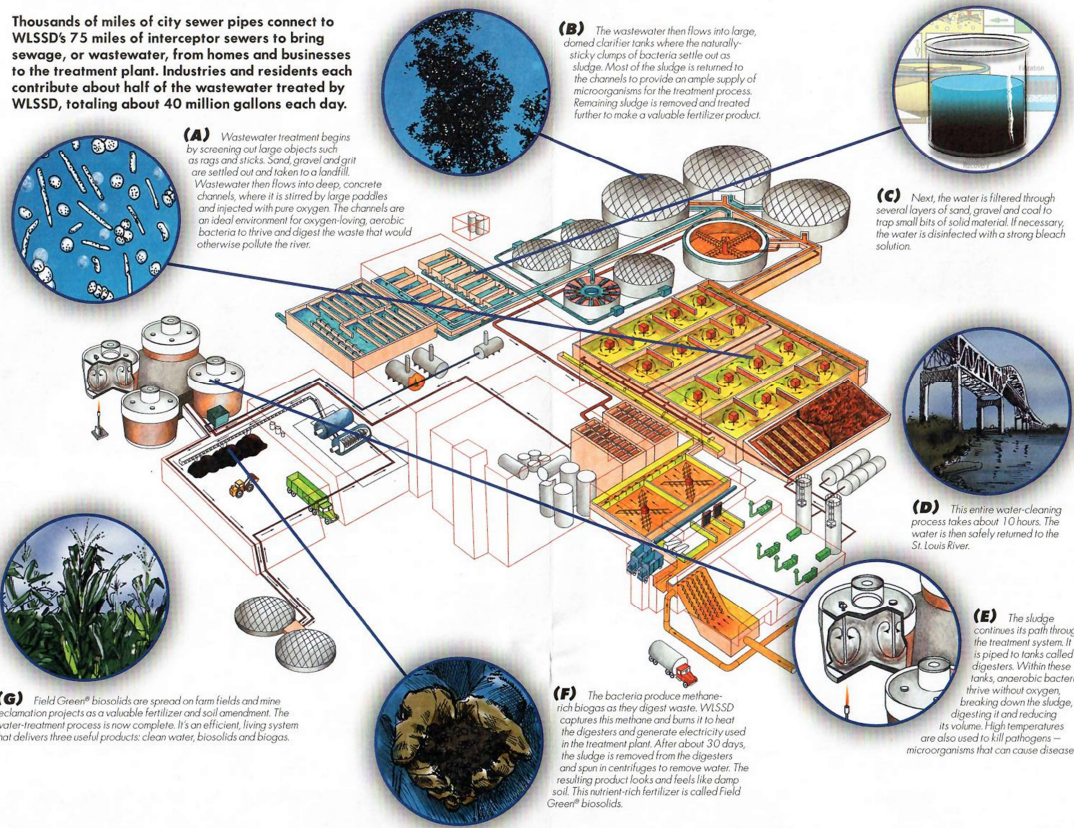 Thousands of miles of city sewer pipes connect to
WLSSD's 75 miles of interceptor sewers to bring
sewage, or wastewater, from homes and businesses
to the treatment plant. Industries and residents each
contribute about half of the wastewater treated by
WLSSD, totaling about 40 million gallons each day.
(A) Wastewater treatment begins
by screening out large objects such
as rags and sticks. Sand, gravel and grit
are settled out and taken to a landfill.
Wastewater then flows into deep, concrete
channels, where it is stirred by large paddles
and injected with pure oxygen. The channels are
an ideal environment for oxygen-loving, aerobic
bacteria to thrive and digest the waste that would
otherwise pollute the river.
(B) The wastewater then flows into large,
domed clarifier tanks where the naturally-
sticky clumps of bacteria settle out as
sludge. Most of the sludge is returned to
the channels to provide an ample supply of
microorganisms for the treatment process.
Remaining sludge is removed and treated
further to make a valuable fertilizer product.
(C) Next, the water is filtered through
several layers of sand, gravel and coal to
trap small bits of solid material. If necessary,
the water is disinfected with a strong bleach
solution.
(D) This entire water-cleaning
process takes about 10 hours. The
water is then safely returned to the
St. Louis River.
(E) The sludge
continues its path throug
the treatment system. It
is piped to tanks called
digesters. Within these
tanks, anaerobic bacteri
thrive without oxygen,
breaking down the sludge,
digesting it and reducing
its volume. High temperatures
are also used to kill pathogens —
microorganisms that can cause disease
(F) The bacteria produce methane-
rich biogas as they digest waste. WLSSD
captures this methane and burns it to heat
the digesters and generate electricity used
in the treatment plant. After about 30 days,
the sludge is removed from the digesters
and spun in centrifuges to remove water. The
resulting product looks and feels like damp
soil. This nutrient-rich fertilizer is called Field
Green® biosolids.
(G) Field Green® biosolids are spread on farm fields and mine
eclamation projects as a valuable fertilizer and soil amendment. The
water-treatment process is now complete. It's an efficient, living system
hat delivers three useful products: clean water, biosolids and biogas.